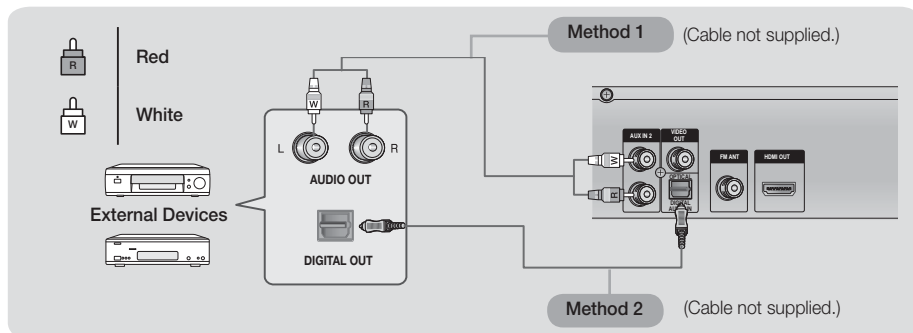 Method 1 (Cable not supplied.)
R Red
W White
W R
L R
AUDIO OUT
External Devices
DIGITAL OUT
AUX IN 2
VIDEO OUT
FM ANT
HDMI OUT
W
R
OPTICAL
DIGITAL
Method 2 (Cable not supplied.)